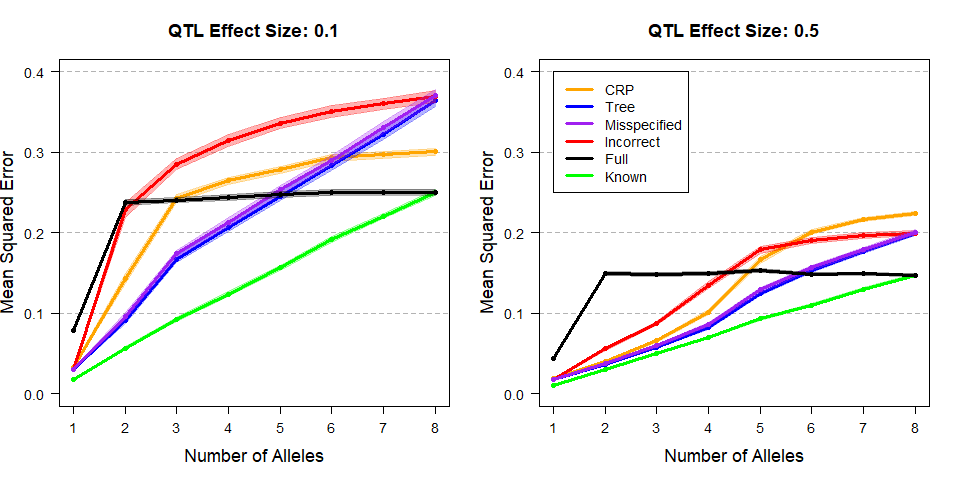 QTL Effect Size: 0.1
Mean Squared Error
0.4
0.3
0.2
0.1
0.0
1 2 3 4 5 6 7 8
Number of Alleles
QTL Effect Size: 0.5
Mean Squared Error
0.4
0.3
0.2
0.1
0.0
CRP
Tree
Misspecified
Incorrect
Full
Known
1 2 3 4 5 6 7 8
Number of Alleles